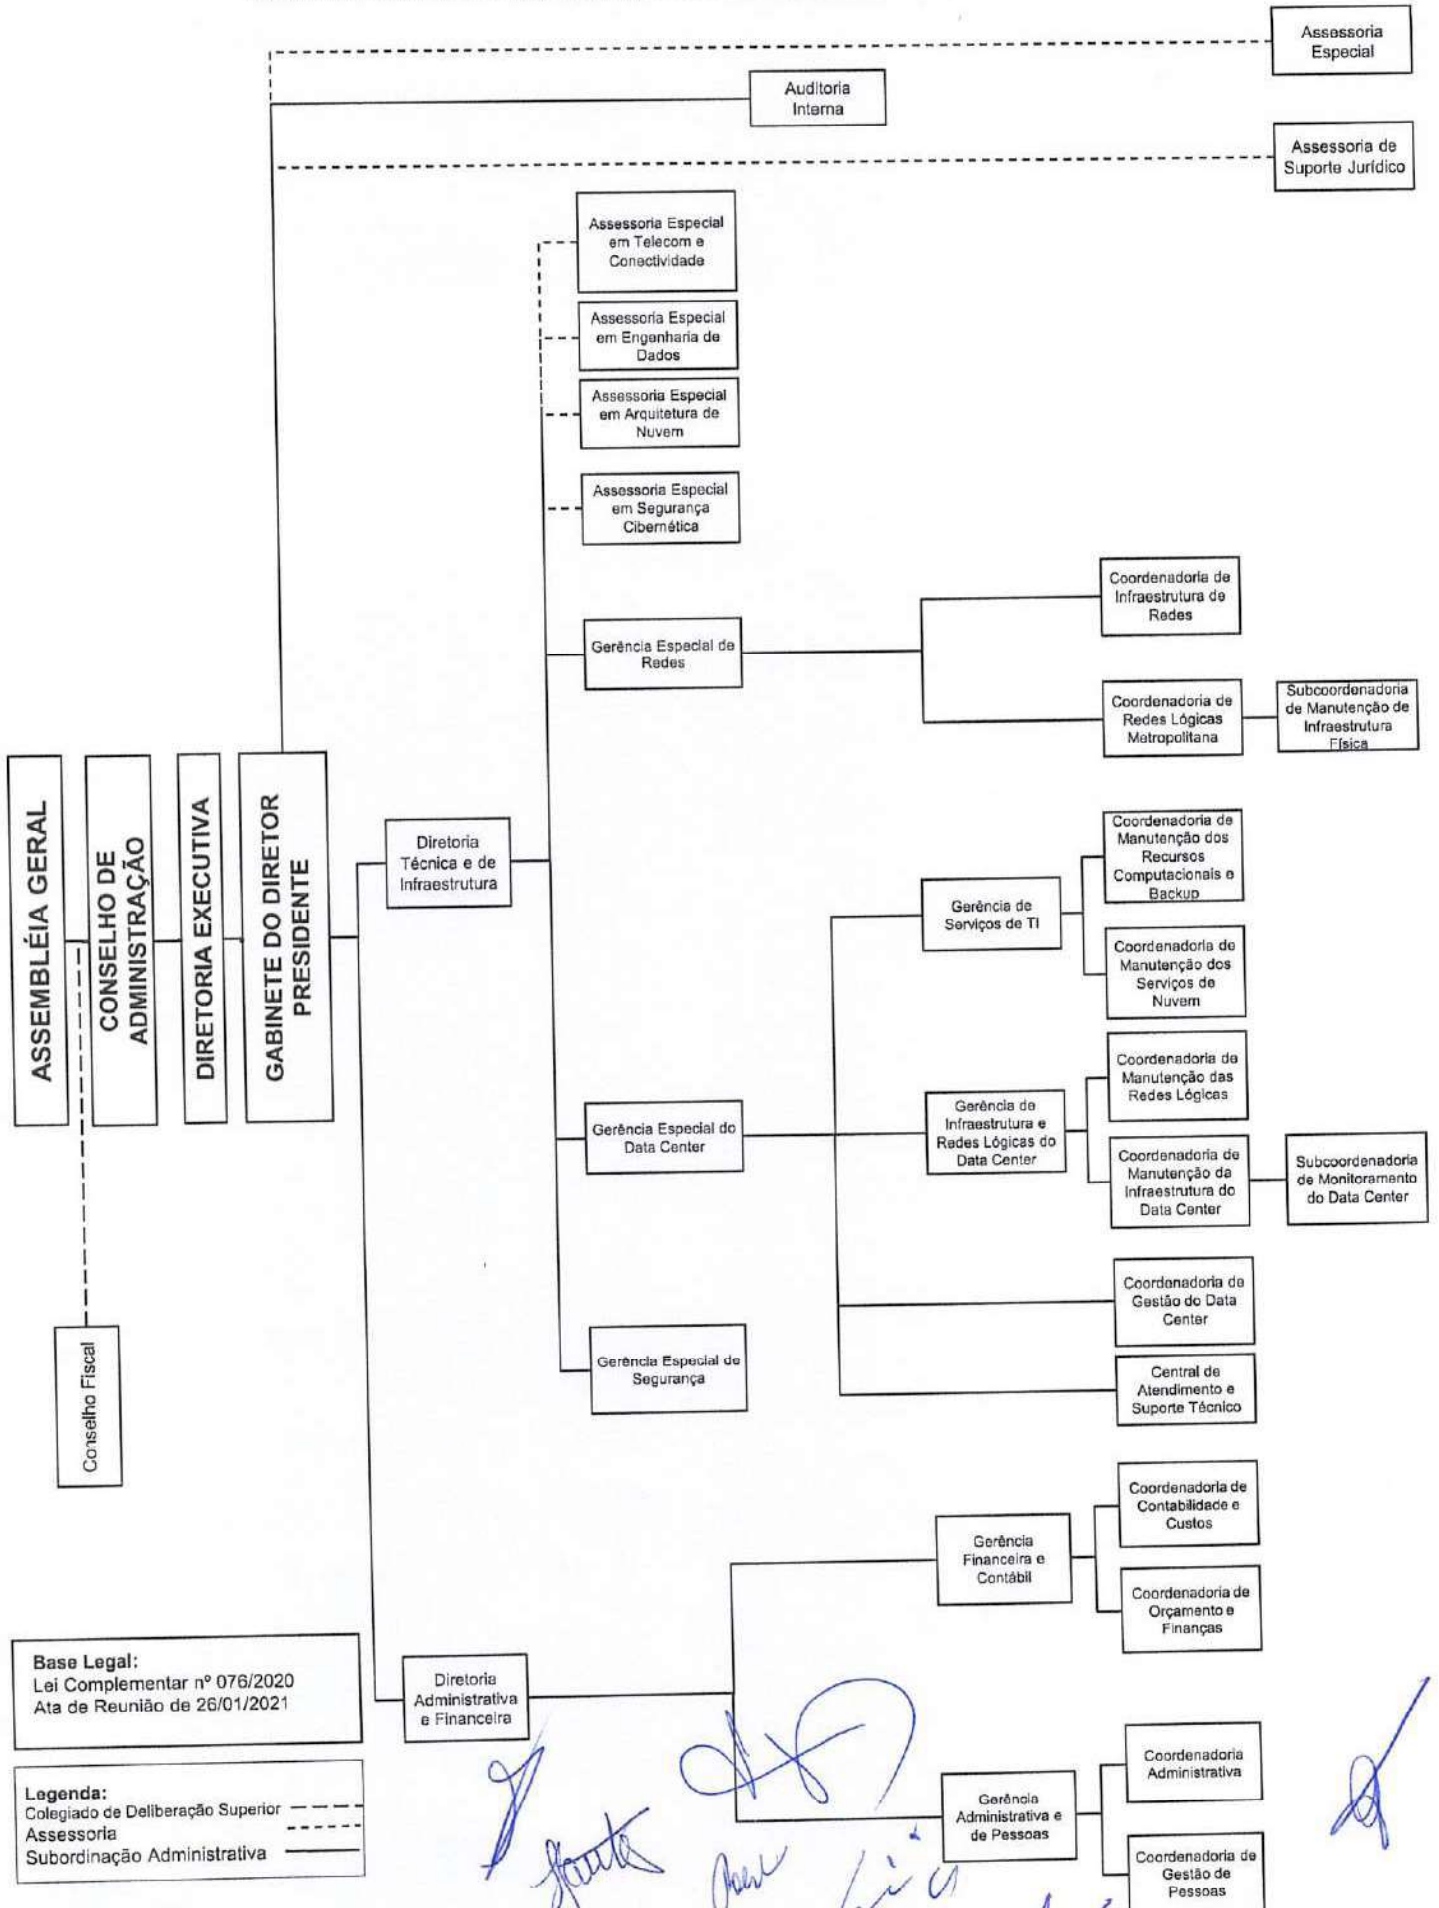 Assessoria
Especial
Auditoria
Interna
Assessoria de
Suporte Jurídico
Assessoria Especial
em Telecom e
Conectividade
Assessoria Especial
em Engenharia de
Dados
Assessoria Especial
em Arquitetura de
Nuvem
Assessoria Especial
em Segurança
Cibernética
Gerência Especial de
Redes
Coordenadoria de
Infraestrutura de
Redes
Coordenadoria de
Redes Lógicas
Metropolitana
Subcoordenadoria
de Manutenção de
Infraestrutura
Física
ASSEMBLÉIA GERAL
CONSELHO DE
ADMINISTRAÇÃO
DIRETORIA EXECUTIVA
GABINETE DO DIRETOR
PRESIDENTE
Diretoria
Técnica e de
Infraestrutura
Gerência de
Serviços de TI
Coordenadoria de
Manutenção dos
Recursos
Computacionais e
Backup
Coordenadoria de
Manutenção dos
Serviços de
Nuvem
Gerência Especial do
Data Center
Gerência de
Infraestrutura e
Redes Lógicas do
Data Center
Coordenadoria de
Manutenção das
Redes Lógicas
Coordenadoria de
Manutenção da
Infraestrutura do
Data Center
Subcoordenadoria
de Monitoramento
do Data Center
Coordenadoria de
Gestão do Data
Center
Central de
Atendimento e
Suporte Técnico
Gerência Especial de
Segurança
Conselho Fiscal
Gerência
Financeira e
Contábil
Coordenadoria de
Contabilidade e
Custos
Coordenadoria de
Orçamento e
Finanças
Diretoria
Administrativa
e Financeira
Gerência
Administrativa e
de Pessoas
Coordenadoria
Administrativa
Coordenadoria de
Gestão de
Pessoas
Base Legal:
Lei Complementar nº 076/2020
Ata de Reunião de 26/01/2021
Legenda:
Colegiado de Deliberação Superior
Assessoria
Subordinação Administrativa